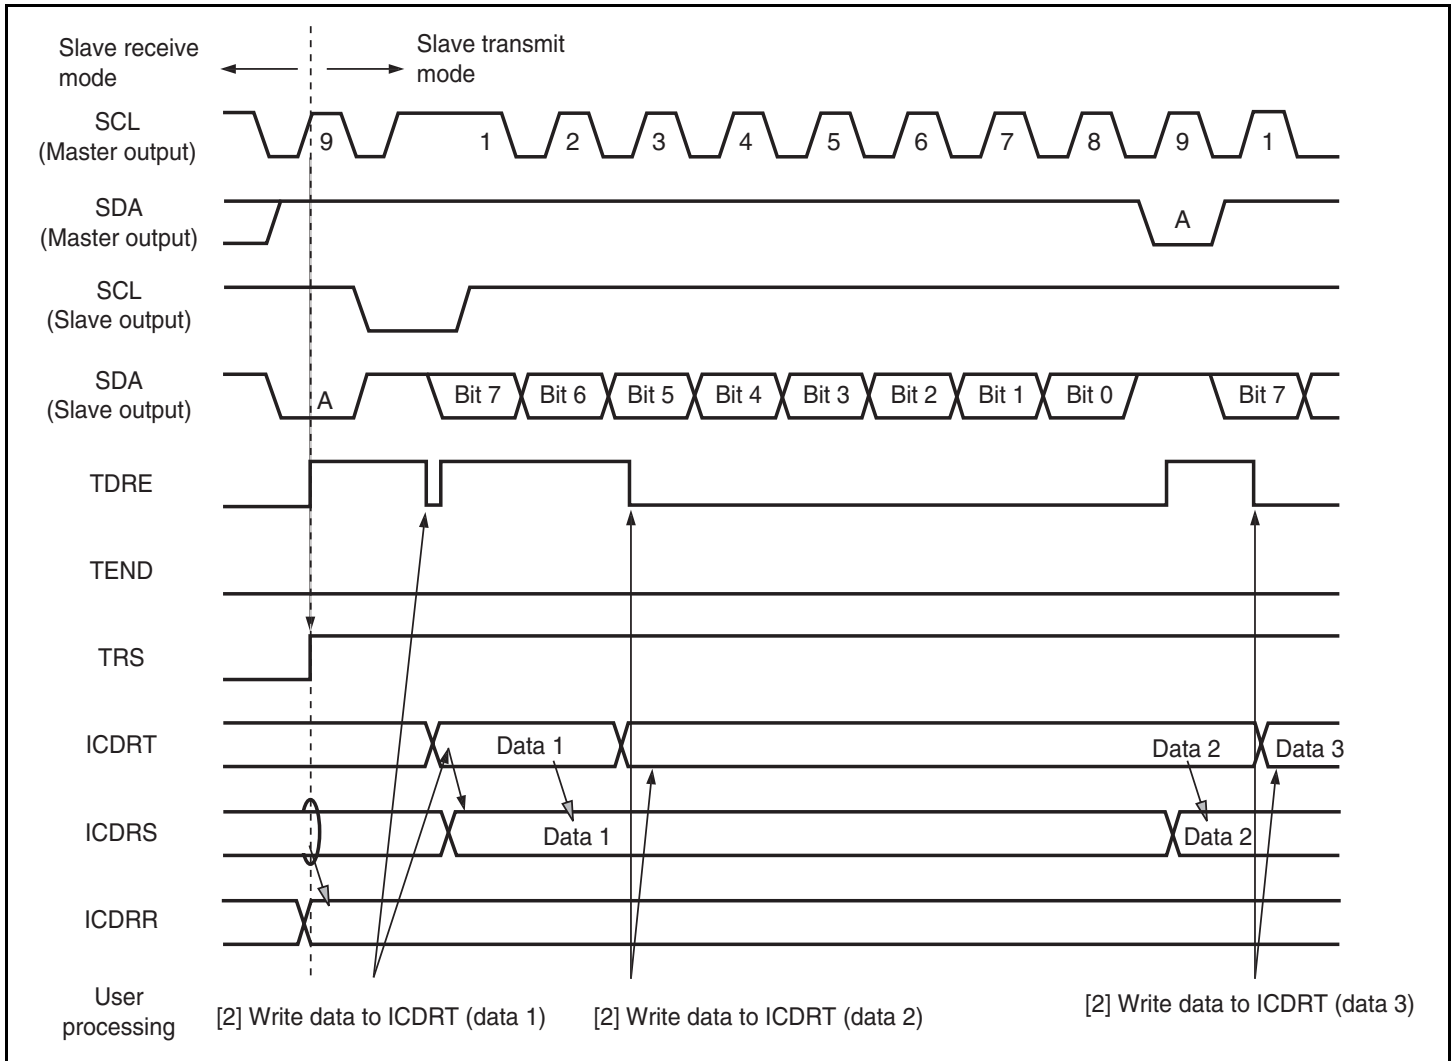 Slave receive
mode
Slave transmit
mode
SCL
(Master output)
9 1 2 3 4 5 6 7 8 9 1
SDA
(Master output)
A
SCL
(Slave output)
SDA
(Slave output)
A Bit 7 Bit 6 Bit 5 Bit 4 Bit 3 Bit 2 Bit 1 Bit 0 Bit 7
TDRE
TEND
TRS
ICDRT
Data 1 Data 2 Data 3
ICDRS
Data 1 Data 2
ICDRR
User
processing
[2] Write data to ICDRT (data 1) [2] Write data to ICDRT (data 2) [2] Write data to ICDRT (data 3)